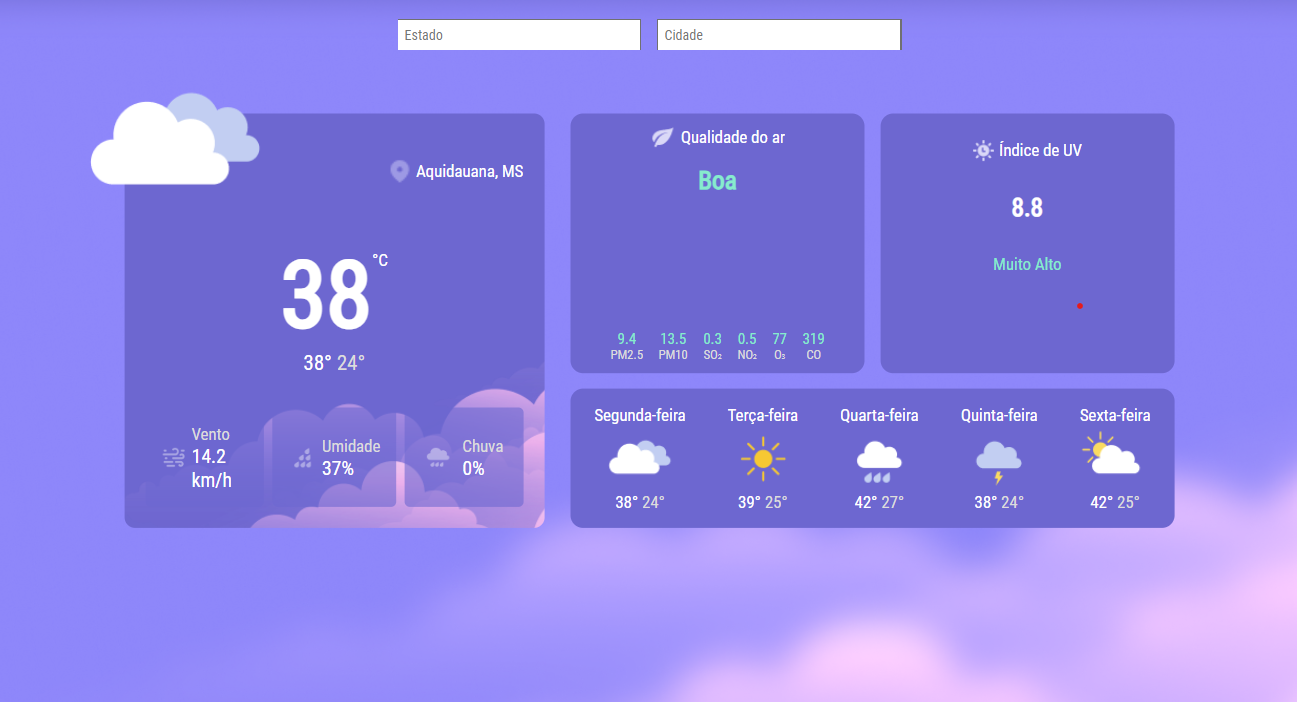 Estado
Cidade
Aquidauana, MS
38 °C
38° 24°
Vento
14.2
km/h
Umidade
37%
Chuva
0%
Qualidade do ar
Boa
9.4 13.5 0.3 0.5 77 319
PM2.5 PM10 SO₂ NO₂ O₃ CO
Índice de UV
8.8
Muito Alto
Segunda-feira Terça-feira Quarta-feira Quinta-feira Sexta-feira
38° 24° 39° 25° 42° 27° 38° 24° 42° 25°